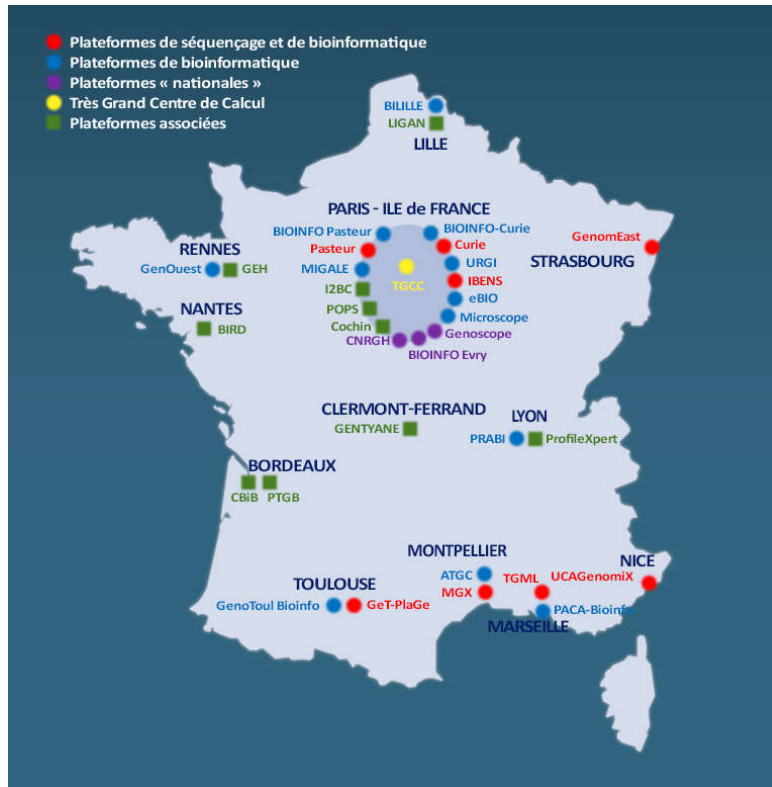 Plateformes de séquençage et de bioinformatique
Plateformes de bioinformatique
Plateformes « nationales »
Très Grand Centre de Calcul
Plateformes associées
BILILLE
LIGAN
LILLE
PARIS - ILE de FRANCE
BIOINFO Pasteur
BIOINFO-Curie
Pasteur
Curie
MIGALE
URGI
TGCC
I2BC
IBENS
POPS
eBIO
Cochin
Microscope
CNRGH
Genoscope
BIOINFO Evry
GenomEast
STRASBOURG
RENNES
GenOuest
GEH
NANTES
BIRD
CLERMONT-FERRAND
GENTYANE
LYON
PRABI
ProfileXpert
BORDEAUX
CBiB
PTGB
MONTPELLIER
ATGC
MGX
TGML
UCAGenomiX
NICE
TOULOUSE
GenoToul Bioinfo
GeT-PlaGe
PACA-Bioinfo
MARSEILLE